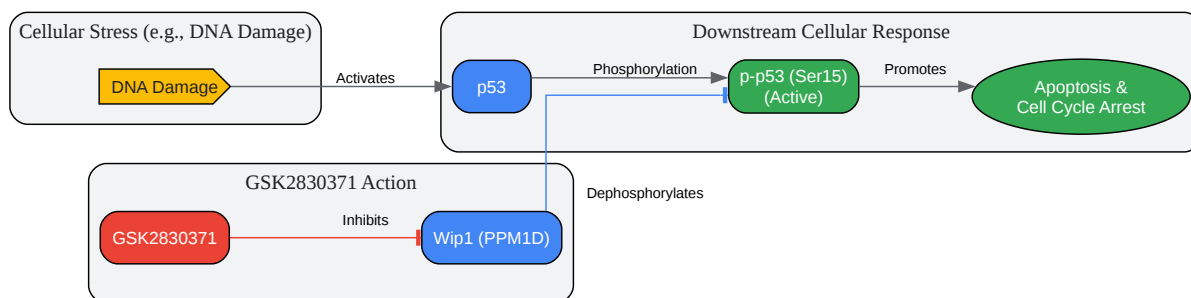 Cellular Stress (e.g., DNA Damage)
DNA Damage
Activates
Downstream Cellular Response
p53
Phosphorylation
p-p53 (Ser15)
(Active)
Promotes
Apoptosis &
Cell Cycle Arrest
GSK2830371 Action
GSK2830371
Inhibits
Wip1 (PPM1D)
Dephosphorylates